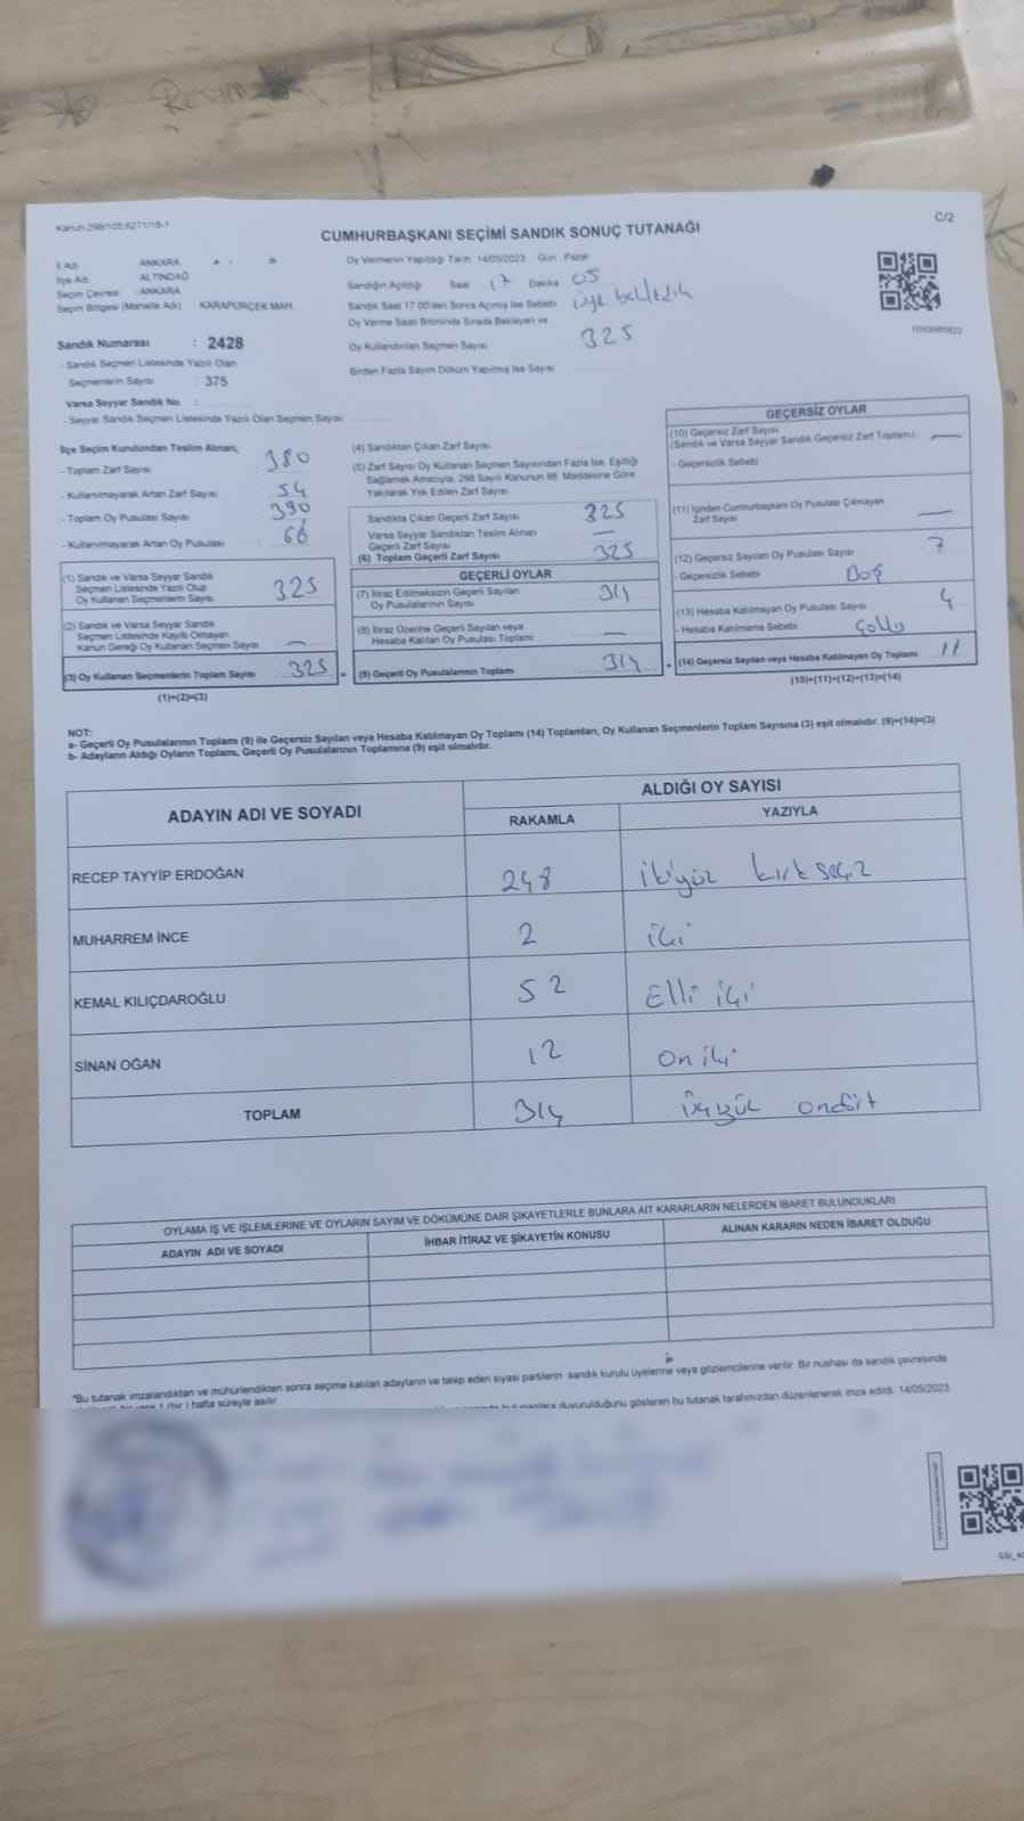 C/2
CUMHURBAŞKANI SEÇİMİ SANDIK SONUÇ TUTANAĞI
İl Adı ANKARA
İlçe Adı ALTINDAĞ
Seçim Çevresi ANKARA
Seçim Bölgesi (Mahalle Adı) KARAPÜRÇEK MAH.
Oy Vermenin Yapıldığı Tarih 14/05/2023 Gün: Pazar
Sandığın Açıldığı Saat 17 Dakika 05
Sandık Saat 17.00'den Sonra Açılmış İse Sebebi
Oy Verme Saati Bitiminde Sırada Bekleyen ve
Oy Kullandırılan Seçmen Sayısı 325
Birden Fazla Sayım Döküm Yapılmış İse Sayısı
Sandık Numarası : 2428
- Sandık Seçmen Listesinde Yazılı Olan
Seçmenlerin Sayısı : 375
Varsa Seyyar Sandık No :
- Seyyar Sandık Seçmen Listesinde Yazılı Olan Seçmen Sayısı
İlçe Seçim Kurulundan Teslim Alınan;
- Toplam Zarf Sayısı 380
- Kullanılmayarak Artan Zarf Sayısı 54
- Toplam Oy Pusulası Sayısı 390
- Kullanılmayarak Artan Oy Pusulası : 66
(1) Sandık ve Varsa Seyyar Sandık
Seçmen Listesinde Yazılı Olup
Oy Kullanan Seçmenlerin Sayısı 325
(2) Sandık ve Varsa Seyyar Sandık
Seçmen Listesinde Kayıtlı Olmayan
Kanun Gereği Oy Kullanan Seçmen Sayısı —
(3) Oy Kullanan Seçmenlerin Toplam Sayısı 325
(1)+(2)=(3)
(4) Sandıktan Çıkan Zarf Sayısı
(5) Zarf Sayısı Oy Kullanan Seçmen Sayısından Fazla İse, Eşitliği
Sağlamak Amacıyla, 298 Sayılı Kanunun 98. Maddesine Göre
Yakılarak Yok Edilen Zarf Sayısı
Sandıkta Çıkan Geçerli Zarf Sayısı 325
Varsa Seyyar Sandıktan Teslim Alınan
Geçerli Zarf Sayısı —
(6) Toplam Geçerli Zarf Sayısı 325
GEÇERLİ OYLAR
(7) İtiraz Edilmeksizin Geçerli Sayılan
Oy Pusulalarının Sayısı 314
(8) İtiraz Üzerine Geçerli Sayılan veya
Hesaba Katılan Oy Pusulası Toplamı —
(9) Geçerli Oy Pusulalarının Toplamı 314
GEÇERSİZ OYLAR
(10) Geçersiz Zarf Sayısı
(Sandık ve Varsa Seyyar Sandık Geçersiz Zarf Toplamı) —
- Geçersizlik Sebebi
(11) İçinden Cumhurbaşkanı Oy Pusulası Çıkmayan
Zarf Sayısı —
(12) Geçersiz Sayılan Oy Pusulası Sayısı 7
- Geçersizlik Sebebi Boş
(13) Hesaba Katılmayan Oy Pusulası Sayısı 4
- Hesaba Katılmama Sebebi
(14) Geçersiz Sayılan veya Hesaba Katılmayan Oy Toplamı 11
(10)+(11)+(12)+(13)=(14)
NOT:
a- Geçerli Oy Pusulalarının Toplamı (9) ile Geçersiz Sayılan veya Hesaba Katılmayan Oy Toplamı (14) Toplamları, Oy Kullanan Seçmenlerin Toplam Sayısına (3) eşit olmalıdır. (9)+(14)=(3)
b- Adayların Aldığı Oyların Toplamı, Geçerli Oy Pusulalarının Toplamına (9) eşit olmalıdır.
ADAYIN ADI VE SOYADI
ALDIĞI OY SAYISI
RAKAMLA YAZIYLA
RECEP TAYYİP ERDOĞAN 248 ikiyüz kırk sekiz
MUHARREM İNCE 2 iki
KEMAL KILIÇDAROĞLU 52 Elli iki
SİNAN OĞAN 12 on iki
TOPLAM 314 üçyüz ondört
OYLAMA İŞ VE İŞLEMLERİNE VE OYLARIN SAYIM VE DÖKÜMÜNE DAİR ŞİKAYETLERLE BUNLARA AİT KARARLARIN NELERDEN İBARET BULUNDUKLARI
ADAYIN ADI VE SOYADI İHBAR İTİRAZ VE ŞİKAYETİN KONUSU ALINAN KARARIN NEDEN İBARET OLDUĞU
*Bu tutanak imzalandıktan ve mühürlendikten sonra seçime katılan adayların ve talep eden siyasi partilerin sandık kurulu üyelerine veya gözlemcilerine verilir. Bir nüshası da sandık çevresinde
1 (bir) hafta süreyle asılır.
duyurulduğunu gösteren bu tutanak tarafımızdan düzenlenerek imza edildi. 14/05/2023